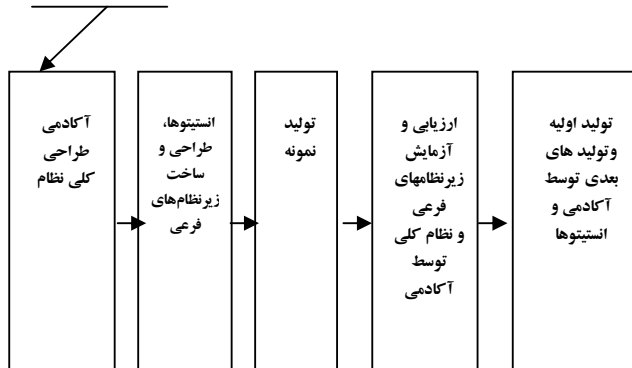 آکادمی
طراحی
کلی نظام
انستیتوها،
طراحی و
ساخت
زیرنظام‌های
فرعی
تولید
نمونه
ارزیابی و
آزمایش
زیرنظامهای
فرعی
و نظام کلی
توسط
آکادمی
تولید اولیه
وتولید های
بعدی توسط
آکادمی و
انستیتوها